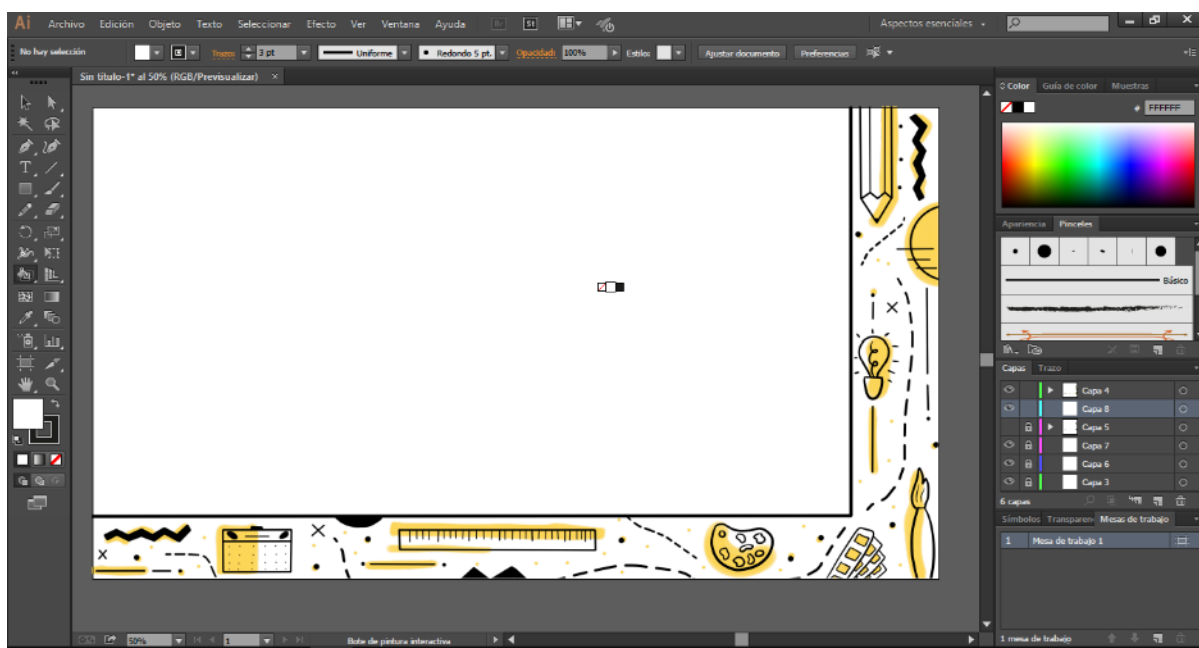 Ai Archivo Edición Objeto Texto Seleccionar Efecto Ver Ventana Ayuda Br St Aspectos esenciales
No hay selección Trazo: 3 pt Uniforme Redondo 5 pt. Opacidad: 100% Estilo: Ajustar documento Preferencias
Sin título-1* al 50% (RGB/Previsualizar) ×
Color Guía de color Muestras
# FFFFFF
Apariencia Pinceles
Básico
Capas Trazo
Capa 4
Capa 8
Capa 5
Capa 7
Capa 6
Capa 3
6 capas
Símbolos Transparen Mesas de trabajo
1 Mesa de trabajo 1
1 mesa de trabajo
50% 1 Bote de pintura interactiva